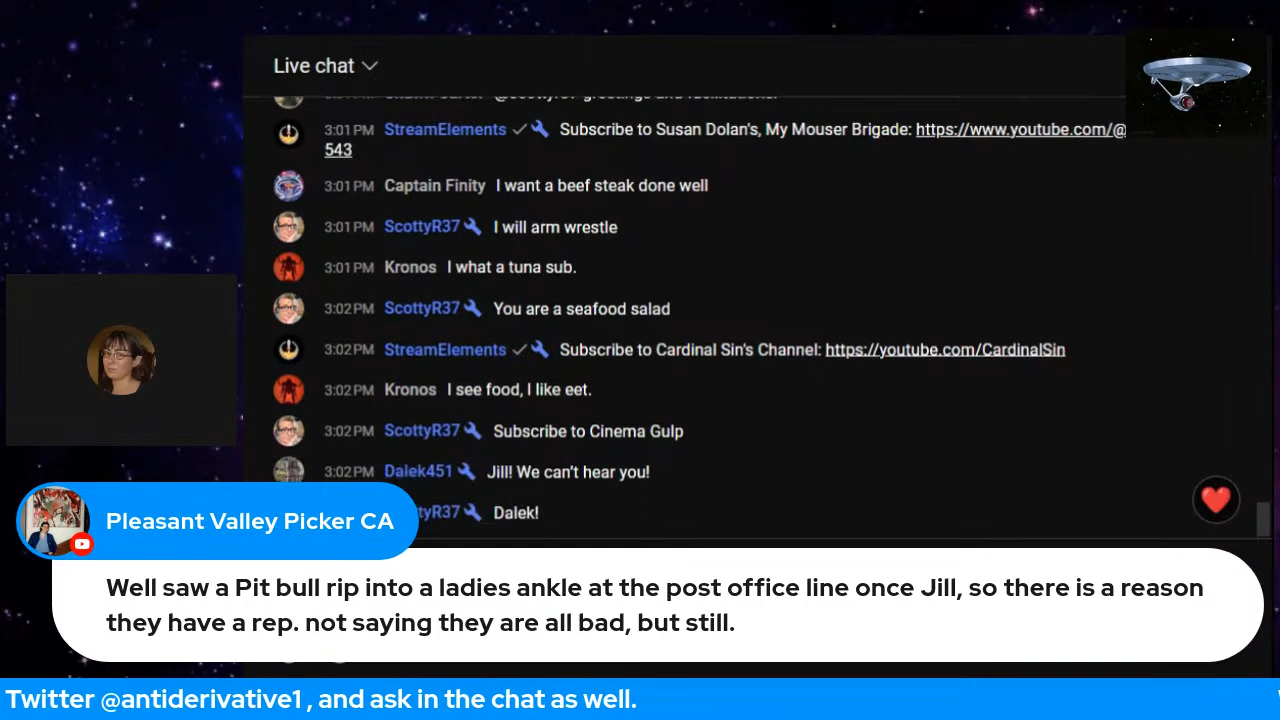 Live chat
3:01 PM StreamElements Subscribe to Susan Dolan's, My Mouser Brigade: https://www.youtube.com/@
543
3:01 PM Captain Finity I want a beef steak done well
3:01 PM ScottyR37 I will arm wrestle
3:01 PM Kronos I what a tuna sub.
3:02 PM ScottyR37 You are a seafood salad
3:02 PM StreamElements Subscribe to Cardinal Sin's Channel: https://youtube.com/CardinalSin
3:02 PM Kronos I see food, I like eet.
3:02 PM ScottyR37 Subscribe to Cinema Gulp
3:02 PM Dalek451 Jill! We can't hear you!
tyR37 Dalek!
Pleasant Valley Picker CA
Well saw a Pit bull rip into a ladies ankle at the post office line once Jill, so there is a reason
they have a rep. not saying they are all bad, but still.
Twitter @antiderivative1 , and ask in the chat as well.